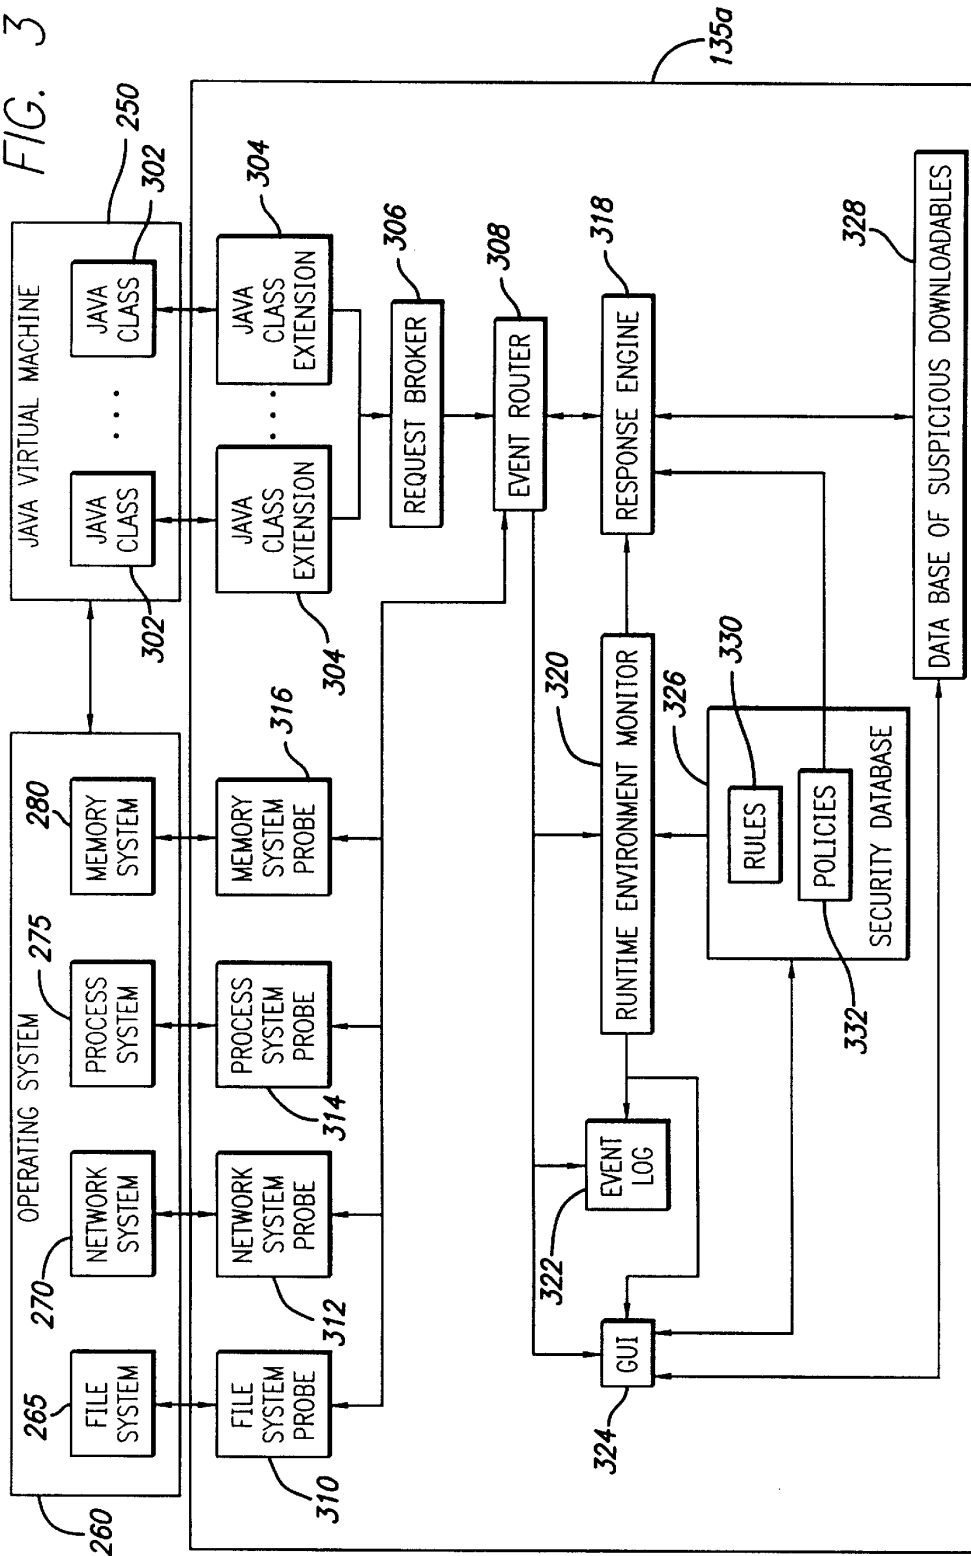 FIG. 3
OPERATING SYSTEM
260
FILE
SYSTEM
265
NETWORK
SYSTEM
270
PROCESS
SYSTEM
275
MEMORY
SYSTEM
280
JAVA VIRTUAL MACHINE
250
JAVA
CLASS
302
. . .
JAVA
CLASS
302
135a
FILE
SYSTEM
PROBE
310
NETWORK
SYSTEM
PROBE
312
PROCESS
SYSTEM
PROBE
314
MEMORY
SYSTEM
PROBE
316
JAVA
CLASS
EXTENSION
304
. . .
JAVA
CLASS
EXTENSION
304
REQUEST BROKER
306
EVENT ROUTER
308
GUI
324
EVENT
LOG
322
RUNTIME ENVIRONMENT MONITOR
320
RESPONSE ENGINE
318
RULES
330
POLICIES
332
SECURITY DATABASE
326
DATA BASE OF SUSPICIOUS DOWNLOADABLES
328